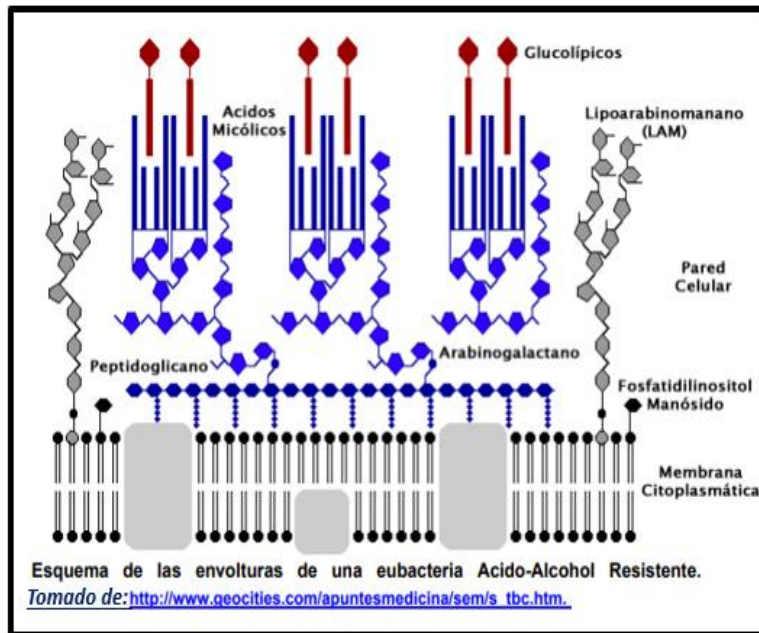 Glucolípicos
Acidos
Micólicos
Lipoarabinomanano
(LAM)
Pared
Celular
Peptidoglicano
Arabinogalactano
Fosfatidilinositol
Manósido
Membrana
Citoplasmática
Esquema de las envolturas de una eubacteria Acido-Alcohol Resistente.
Tomado de:http://www.geocities.com/apuntesmedicina/sem/s_tbc.htm.